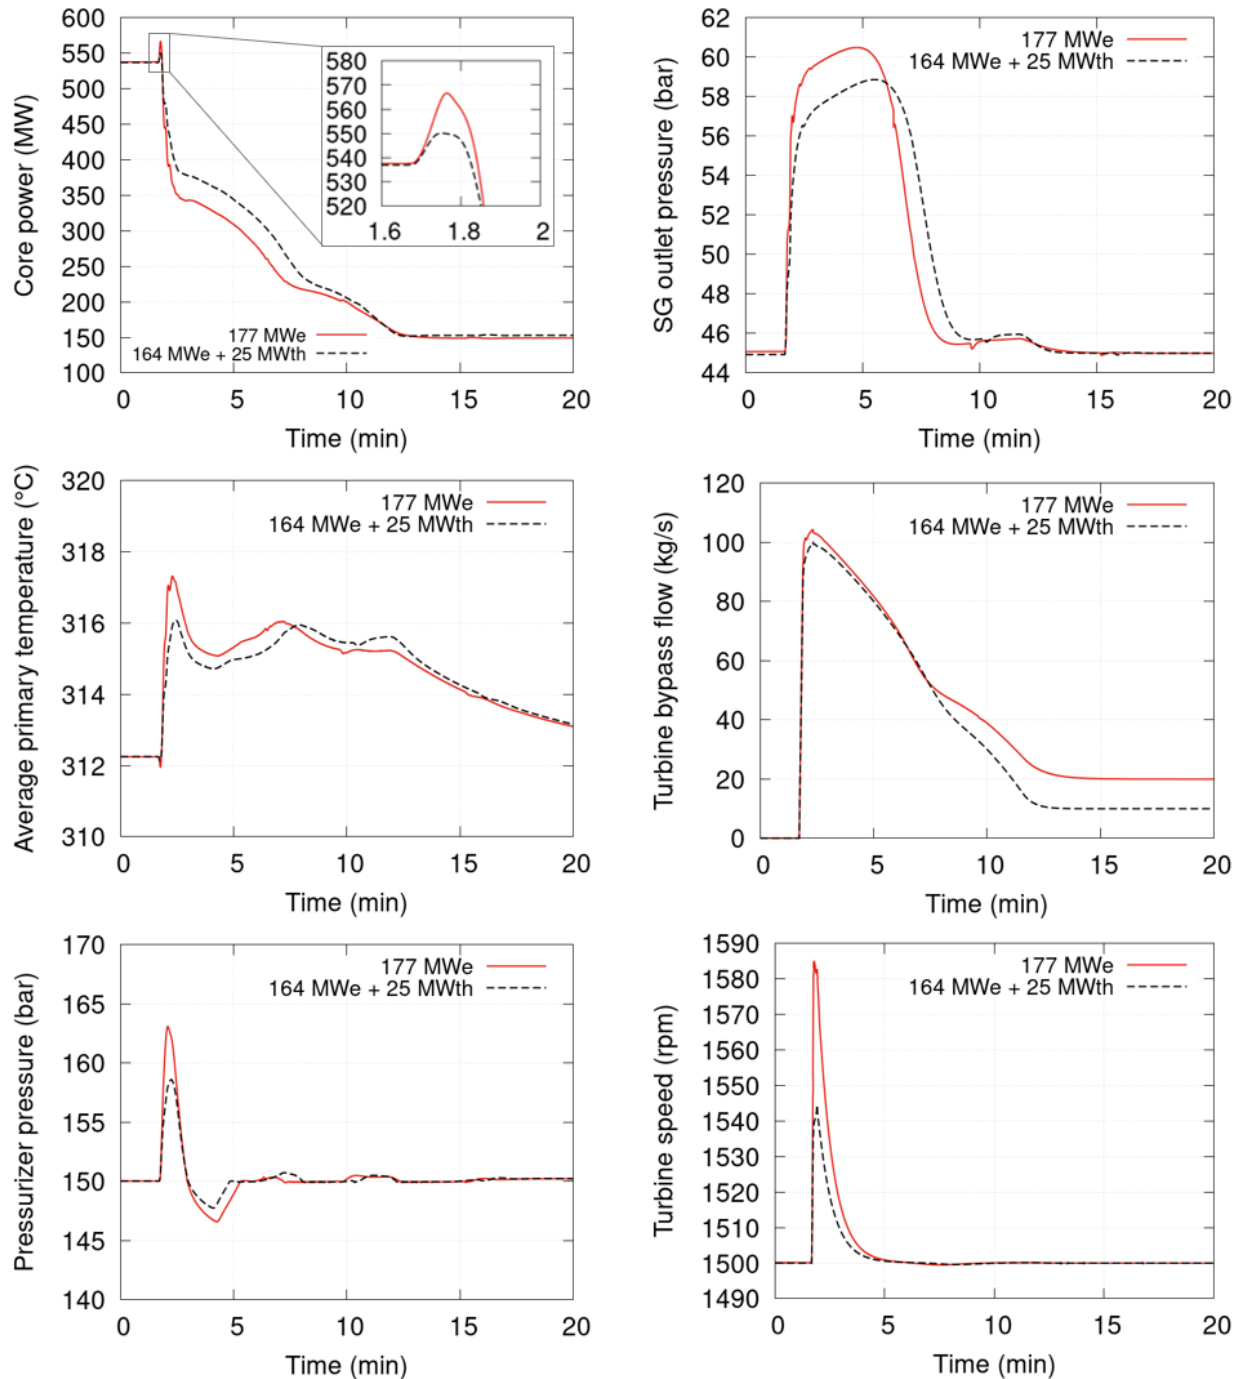 Core power (MW)
600
550
500
450
400
350
300
250
200
150
100
580
570
560
550
540
530
520
1.6 1.8 2
177 MWe
164 MWe + 25 MWth
0 5 10 15 20
Time (min)
SG outlet pressure (bar)
62
60
58
56
54
52
50
48
46
44
177 MWe
164 MWe + 25 MWth
0 5 10 15 20
Time (min)
Average primary temperature (°C)
320
318
316
314
312
310
177 MWe
164 MWe + 25 MWth
0 5 10 15 20
Time (min)
Turbine bypass flow (kg/s)
120
100
80
60
40
20
0
177 MWe
164 MWe + 25 MWth
0 5 10 15 20
Time (min)
Pressurizer pressure (bar)
170
165
160
155
150
145
140
177 MWe
164 MWe + 25 MWth
0 5 10 15 20
Time (min)
Turbine speed (rpm)
1590
1580
1570
1560
1550
1540
1530
1520
1510
1500
1490
177 MWe
164 MWe + 25 MWth
0 5 10 15 20
Time (min)